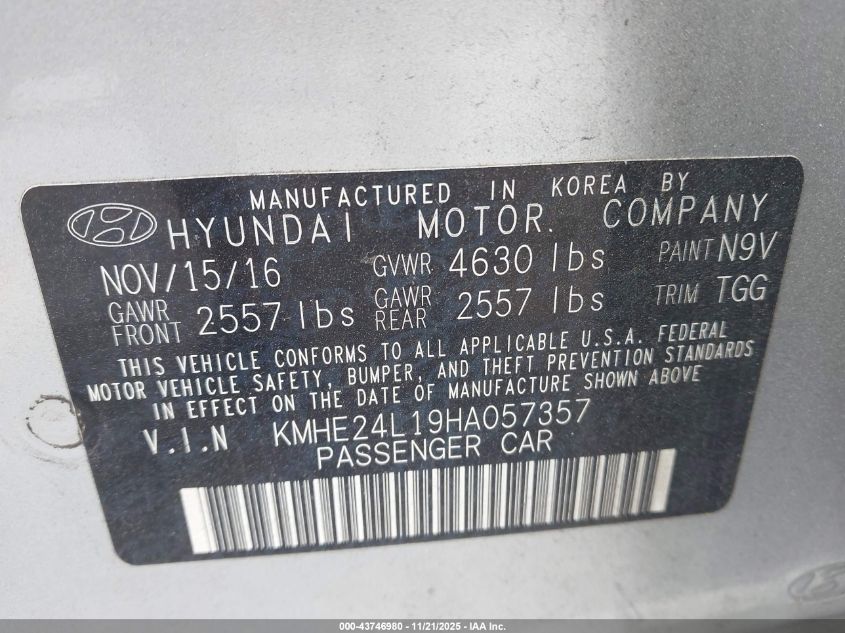 MANUFACTURED IN KOREA BY
HYUNDAI MOTOR. COMPANY
NOV/15/16 GVWR 4630 lbs PAINT N9V
GAWR FRONT 2557 lbs GAWR REAR 2557 lbs TRIM TGG
THIS VEHICLE CONFORMS TO ALL APPLICABLE U.S.A. FEDERAL
MOTOR VEHICLE SAFETY, BUMPER, AND THEFT PREVENTION STANDARDS
IN EFFECT ON THE DATE OF MANUFACTURE SHOWN ABOVE
V.I.N KMHE24L19HA057357
PASSENGER CAR
000-43746980 - 11/21/2025 - IAA Inc.